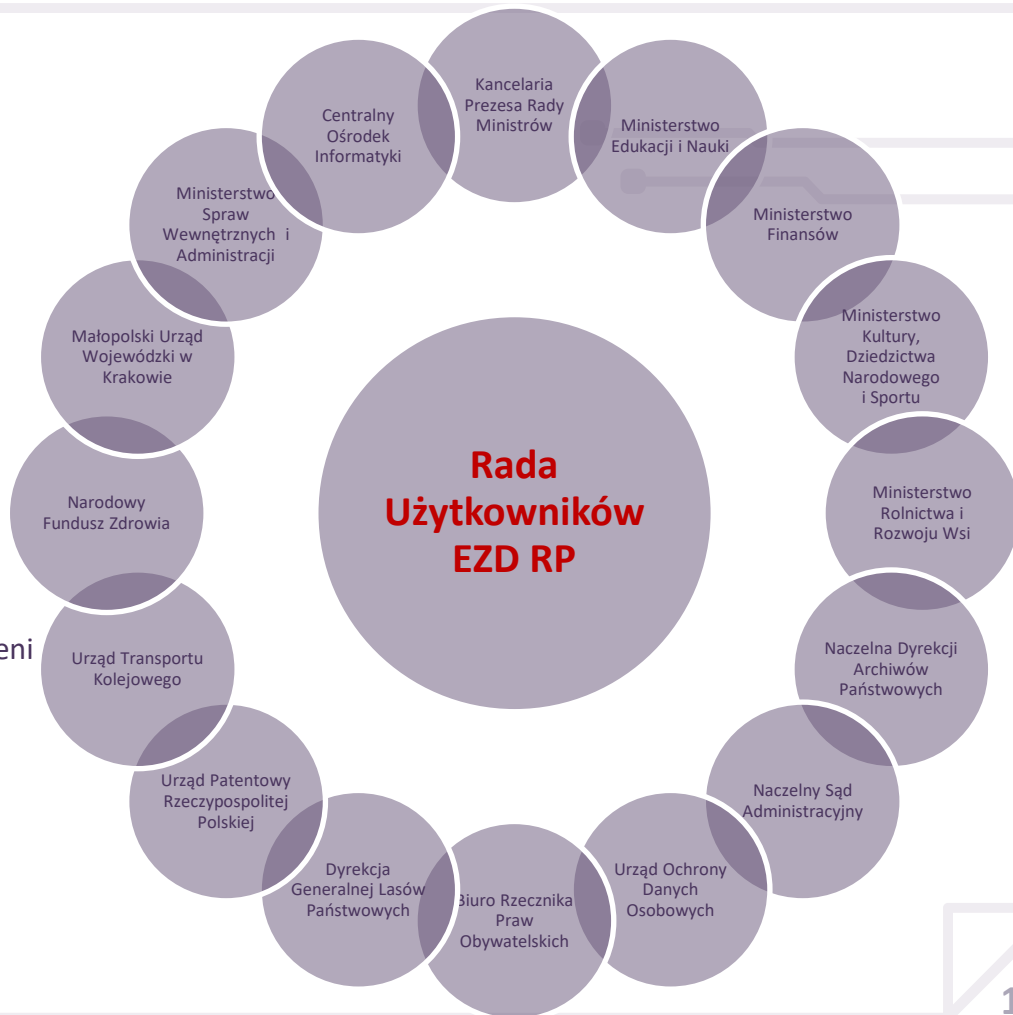 Kancelaria
Prezesa Rady
Ministrów
Ministerstwo
Edukacji i Nauki
Ministerstwo
Finansów
Ministerstwo
Kultury,
Dziedzictwa
Narodowego
i Sportu
Ministerstwo
Rolnictwa i
Rozwoju Wsi
Naczelna Dyrekcji
Archiwów
Państwowych
Naczelny Sąd
Administracyjny
Urząd Ochrony
Danych
Osobowych
Biuro Rzecznika
Praw
Obywatelskich
Dyrekcja
Generalnej Lasów
Państwowych
Urząd Patentowy
Rzeczypospolitej
Polskiej
Urząd Transportu
Kolejowego
Narodowy
Fundusz Zdrowia
Małopolski Urząd
Wojewódzki w
Krakowie
Ministerstwo
Spraw
Wewnętrznych i
Administracji
Centralny
Ośrodek
Informatyki
Rada
Użytkowników
EZD RP
eni
1